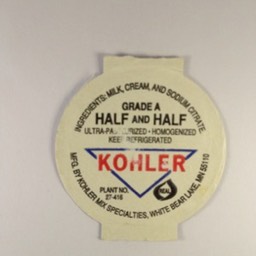 INGREDIENTS: MILK, CREAM, AND SODIUM CITRATE.
GRADE A
HALF AND HALF
ULTRA-PASTEURIZED • HOMOGENIZED
KEEP REFRIGERATED
KOHLER
PLANT NO.
27-416
REAL
MFG. BY KOHLER MIX SPECIALTIES, WHITE BEAR LAKE, MN 55110